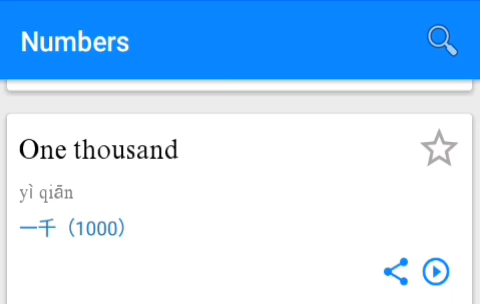 Numbers
One thousand
yì qiān
一千（1000）